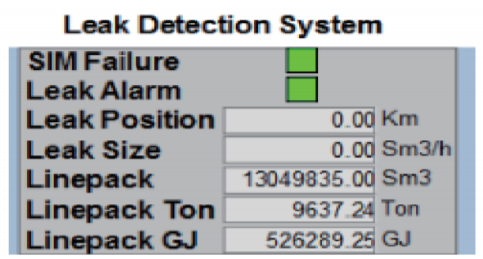 Leak Detection System
SIM Failure
Leak Alarm
Leak Position 0.00 Km
Leak Size 0.00 Sm3/h
Linepack 13049835.00 Sm3
Linepack Ton 9637.24 Ton
Linepack GJ 526289.25 GJ